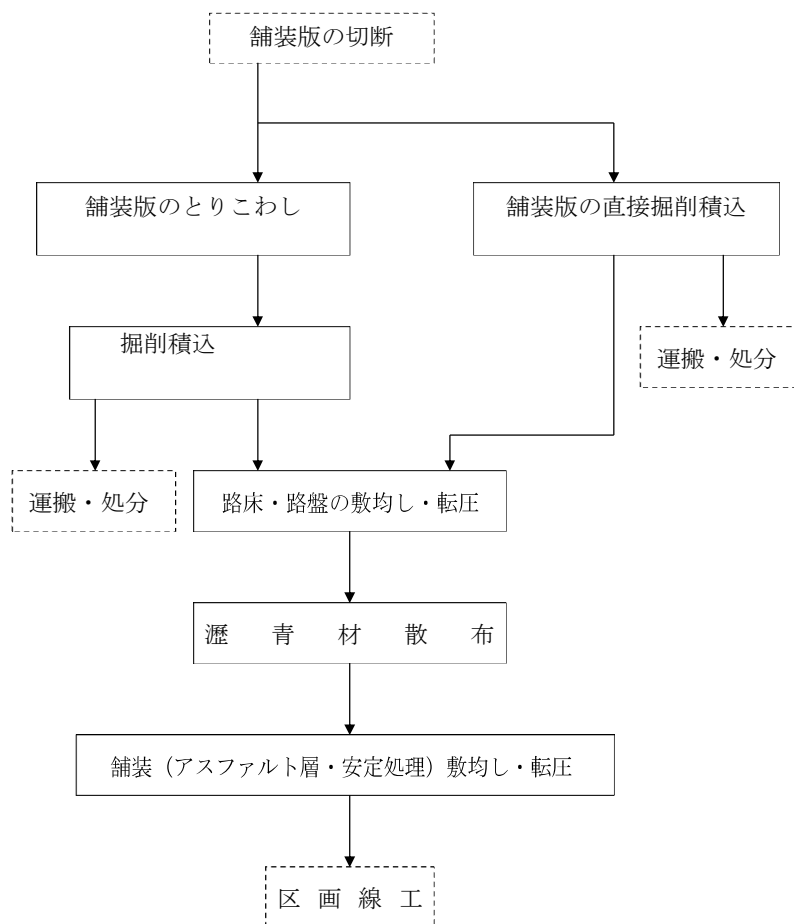 舗装版の切断
舗装版のとりこわし
舗装版の直接掘削積込
掘削積込
運搬・処分
運搬・処分
路床・路盤の敷均し・転圧
瀝青材散布
舗装（アスファルト層・安定処理）敷均し・転圧
区画線工